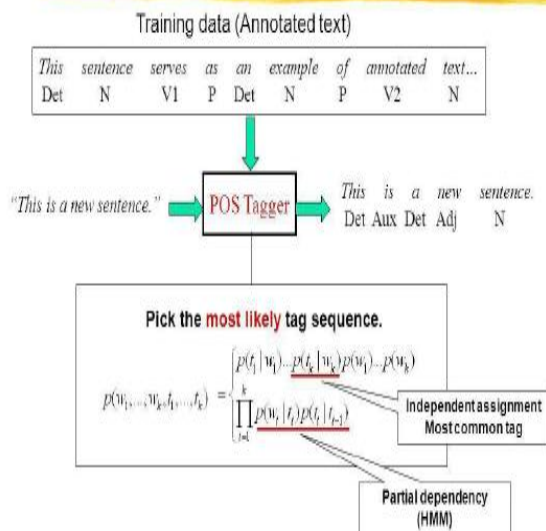 Training data (Annotated text)
This sentence serves as an example of annotated text...
Det N V1 P Det N P V2 N
"This is a new sentence."
POS Tagger
This is a new sentence.
Det Aux Det Adj N
Pick the most likely tag sequence.
p(w₁,...,wₖ,t₁,...,tₖ) = { p(t₁|w₁)...p(tₖ|wₖ)p(w₁)...p(wₖ)
∏ᵢ₌₁ᵏ p(wᵢ|tᵢ)p(tᵢ|tᵢ₋₁)
Independent assignment
Most common tag
Partial dependency
(HMM)